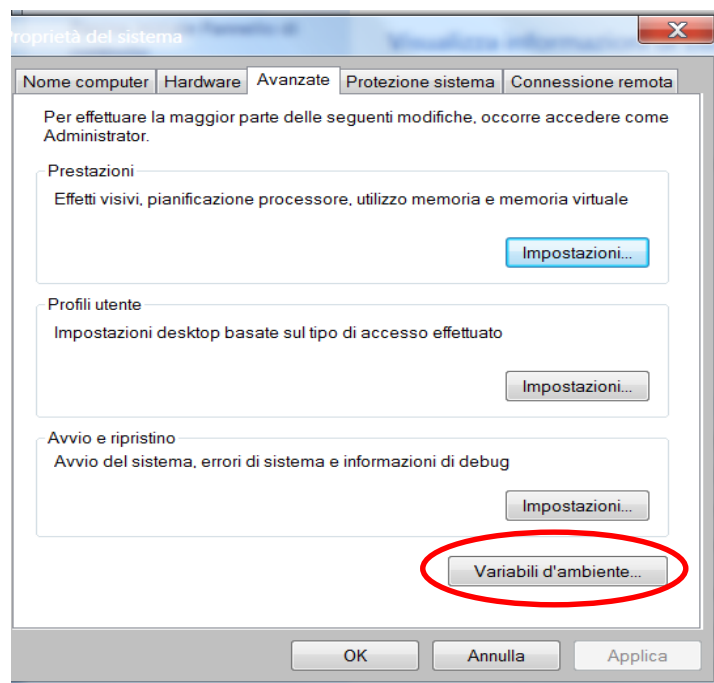 Proprietà del sistema
Nome computer Hardware Avanzate Protezione sistema Connessione remota
Per effettuare la maggior parte delle seguenti modifiche, occorre accedere come
Administrator.
Prestazioni
Effetti visivi, pianificazione processore, utilizzo memoria e memoria virtuale
Impostazioni...
Profili utente
Impostazioni desktop basate sul tipo di accesso effettuato
Impostazioni...
Avvio e ripristino
Avvio del sistema, errori di sistema e informazioni di debug
Impostazioni...
Variabili d'ambiente...
OK Annulla Applica